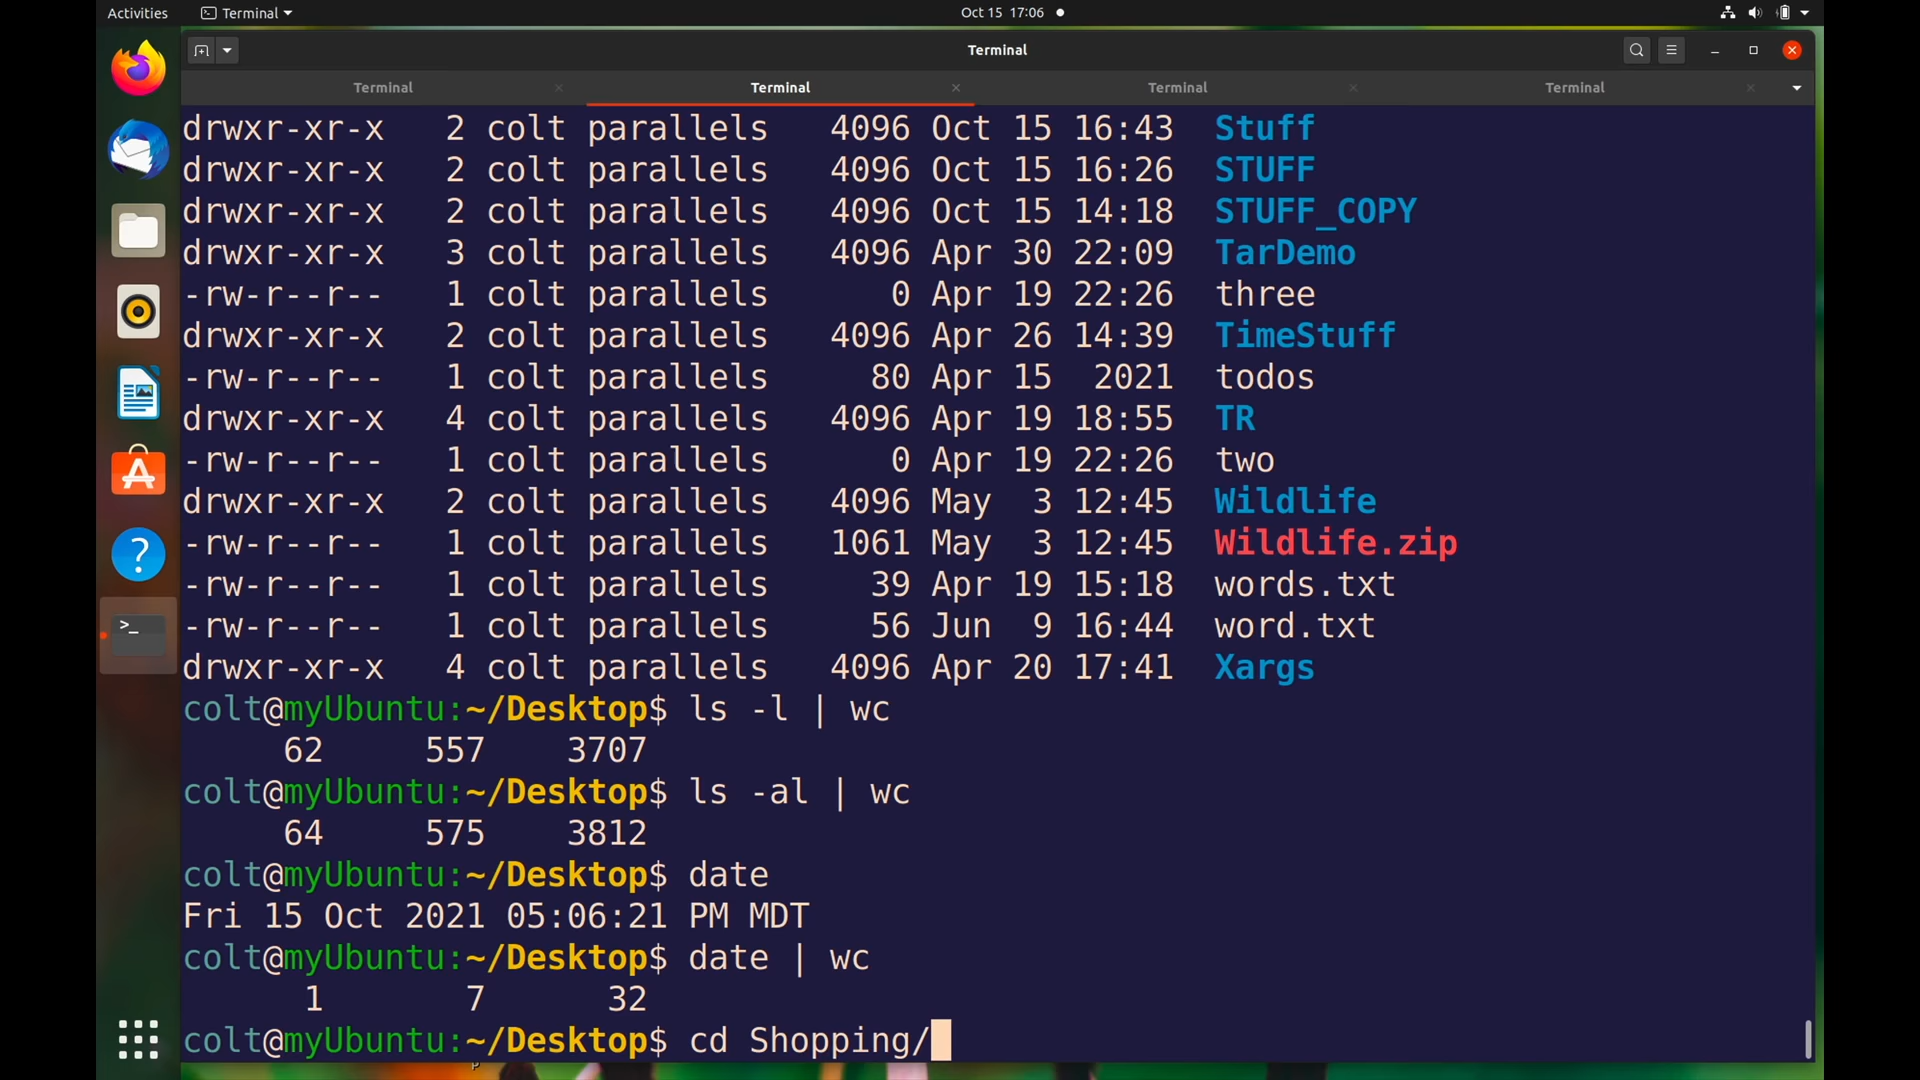 Activities Terminal Oct 15 17:06
Terminal
Terminal Terminal Terminal Terminal
drwxr-xr-x 2 colt parallels 4096 Oct 15 16:43 Stuff
drwxr-xr-x 2 colt parallels 4096 Oct 15 16:26 STUFF
drwxr-xr-x 2 colt parallels 4096 Oct 15 14:18 STUFF_COPY
drwxr-xr-x 3 colt parallels 4096 Apr 30 22:09 TarDemo
-rw-r--r-- 1 colt parallels 0 Apr 19 22:26 three
drwxr-xr-x 2 colt parallels 4096 Apr 26 14:39 TimeStuff
-rw-r--r-- 1 colt parallels 80 Apr 15 2021 todos
drwxr-xr-x 4 colt parallels 4096 Apr 19 18:55 TR
-rw-r--r-- 1 colt parallels 0 Apr 19 22:26 two
drwxr-xr-x 2 colt parallels 4096 May 3 12:45 Wildlife
-rw-r--r-- 1 colt parallels 1061 May 3 12:45 Wildlife.zip
-rw-r--r-- 1 colt parallels 39 Apr 19 15:18 words.txt
-rw-r--r-- 1 colt parallels 56 Jun 9 16:44 word.txt
drwxr-xr-x 4 colt parallels 4096 Apr 20 17:41 Xargs
colt@myUbuntu:~/Desktop$ ls -l | wc
62 557 3707
colt@myUbuntu:~/Desktop$ ls -al | wc
64 575 3812
colt@myUbuntu:~/Desktop$ date
Fri 15 Oct 2021 05:06:21 PM MDT
colt@myUbuntu:~/Desktop$ date | wc
1 7 32
colt@myUbuntu:~/Desktop$ cd Shopping/